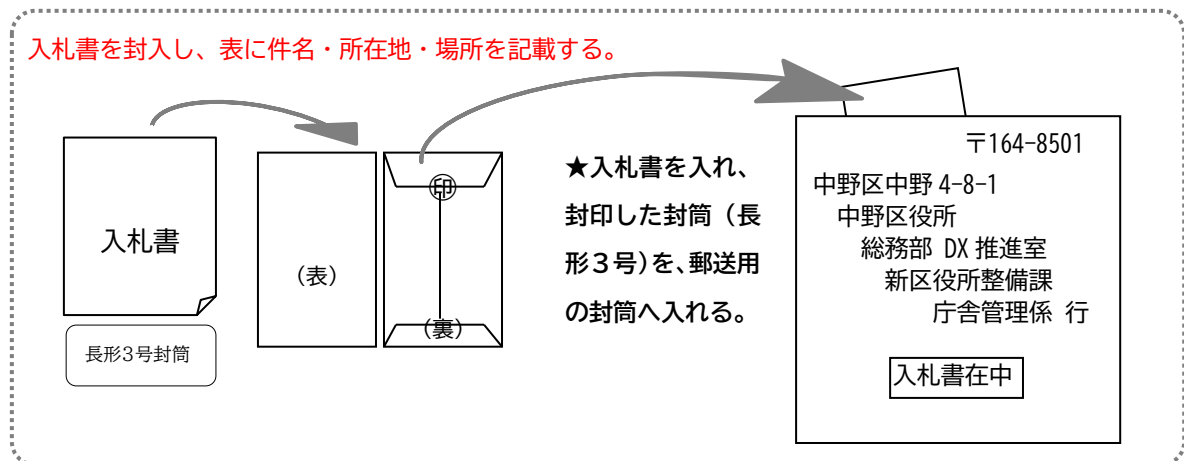 入札書を封入し、表に件名・所在地・場所を記載する。
入札書
長形3号封筒
（表）
㊞
（裏）
★入札書を入れ、
封印した封筒（長
形３号）を、郵送用
の封筒へ入れる。
〒164-8501
中野区中野 4-8-1
中野区役所
総務部 DX 推進室
新区役所整備課
庁舎管理係 行
入札書在中